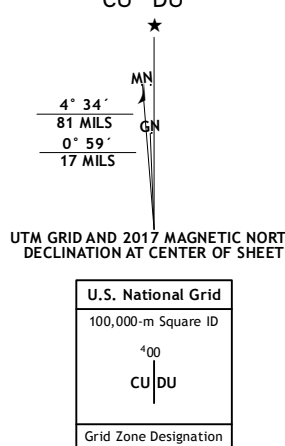 CU DU
★
MN
4° 34´
81 MILS
GN
0° 59´
17 MILS
UTM GRID AND 2017 MAGNETIC NORT
DECLINATION AT CENTER OF SHEET
U.S. National Grid
100,000-m Square ID
⁴00
CU DU
Grid Zone Designation